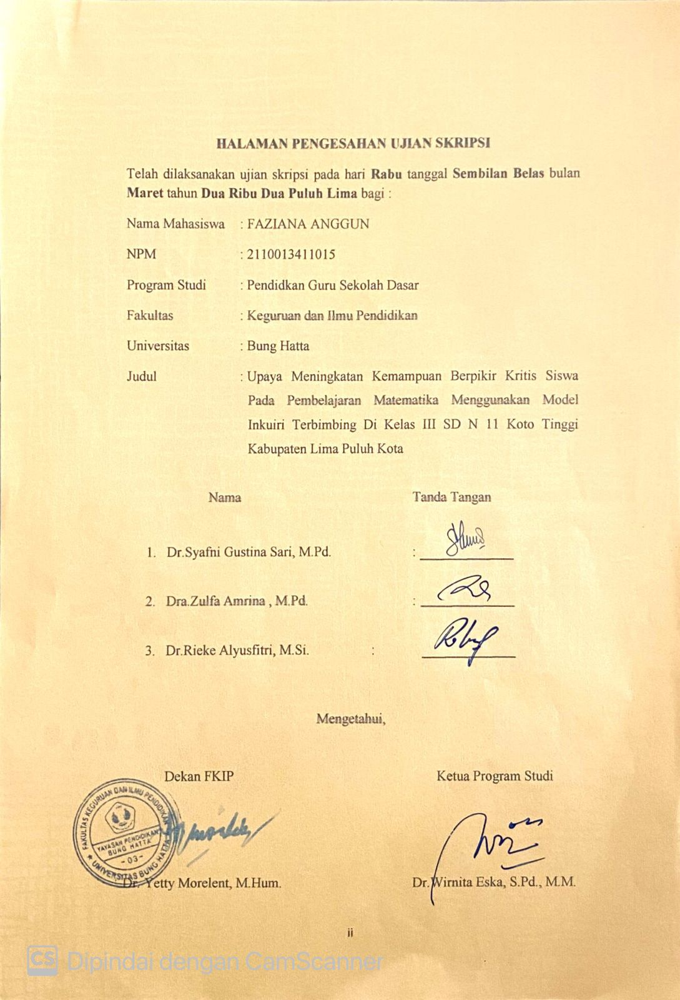 HALAMAN PENGESAHAN UJIAN SKRIPSI
Telah dilaksanakan ujian skripsi pada hari Rabu tanggal Sembilan Belas bulan
Maret tahun Dua Ribu Dua Puluh Lima bagi :
Nama Mahasiswa : FAZIANA ANGGUN
NPM : 2110013411015
Program Studi : Pendidkan Guru Sekolah Dasar
Fakultas : Keguruan dan Ilmu Pendidikan
Universitas : Bung Hatta
Judul : Upaya Meningkatan Kemampuan Berpikir Kritis Siswa
Pada Pembelajaran Matematika Menggunakan Model
Inkuiri Terbimbing Di Kelas III SD N 11 Koto Tinggi
Kabupaten Lima Puluh Kota
Nama Tanda Tangan
1. Dr.Syafni Gustina Sari, M.Pd. :
2. Dra.Zulfa Amrina , M.Pd. :
3. Dr.Rieke Alyusfitri, M.Si. :
Mengetahui,
Dekan FKIP Ketua Program Studi
FAKULTAS KEGURUAN DAN ILMU PENDIDIKAN
YAYASAN PENDIDIKAN
BUNG HATTA
- 03 -
★ UNIVERSITAS BUNG HATTA
Dr. Yetty Morelent, M.Hum. Dr.Wirnita Eska, S.Pd., M.M.
ii
CS Dipindai dengan CamScanner